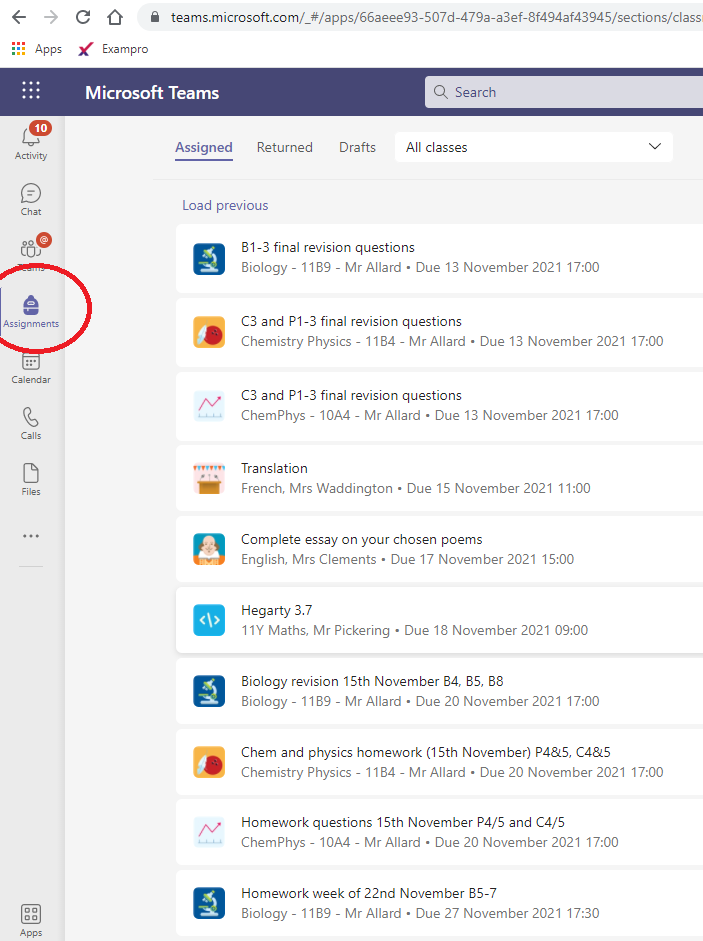 teams.microsoft.com/_#/apps/66aeee93-507d-479a-a3ef-8f494af43945/sections/class
Apps Exampro
Microsoft Teams
Search
10
Activity
Chat
@
Teams
Assignments
Calendar
Calls
Files
Apps
Assigned Returned Drafts All classes
Load previous
B1-3 final revision questions
Biology - 11B9 - Mr Allard • Due 13 November 2021 17:00
C3 and P1-3 final revision questions
Chemistry Physics - 11B4 - Mr Allard • Due 13 November 2021 17:00
C3 and P1-3 final revision questions
ChemPhys - 10A4 - Mr Allard • Due 13 November 2021 17:00
Translation
French, Mrs Waddington • Due 15 November 2021 11:00
Complete essay on your chosen poems
English, Mrs Clements • Due 17 November 2021 15:00
Hegarty 3.7
11Y Maths, Mr Pickering • Due 18 November 2021 09:00
Biology revision 15th November B4, B5, B8
Biology - 11B9 - Mr Allard • Due 20 November 2021 17:00
Chem and physics homework (15th November) P4&5, C4&5
Chemistry Physics - 11B4 - Mr Allard • Due 20 November 2021 17:00
Homework questions 15th November P4/5 and C4/5
ChemPhys - 10A4 - Mr Allard • Due 20 November 2021 17:00
Homework week of 22nd November B5-7
Biology - 11B9 - Mr Allard • Due 27 November 2021 17:30